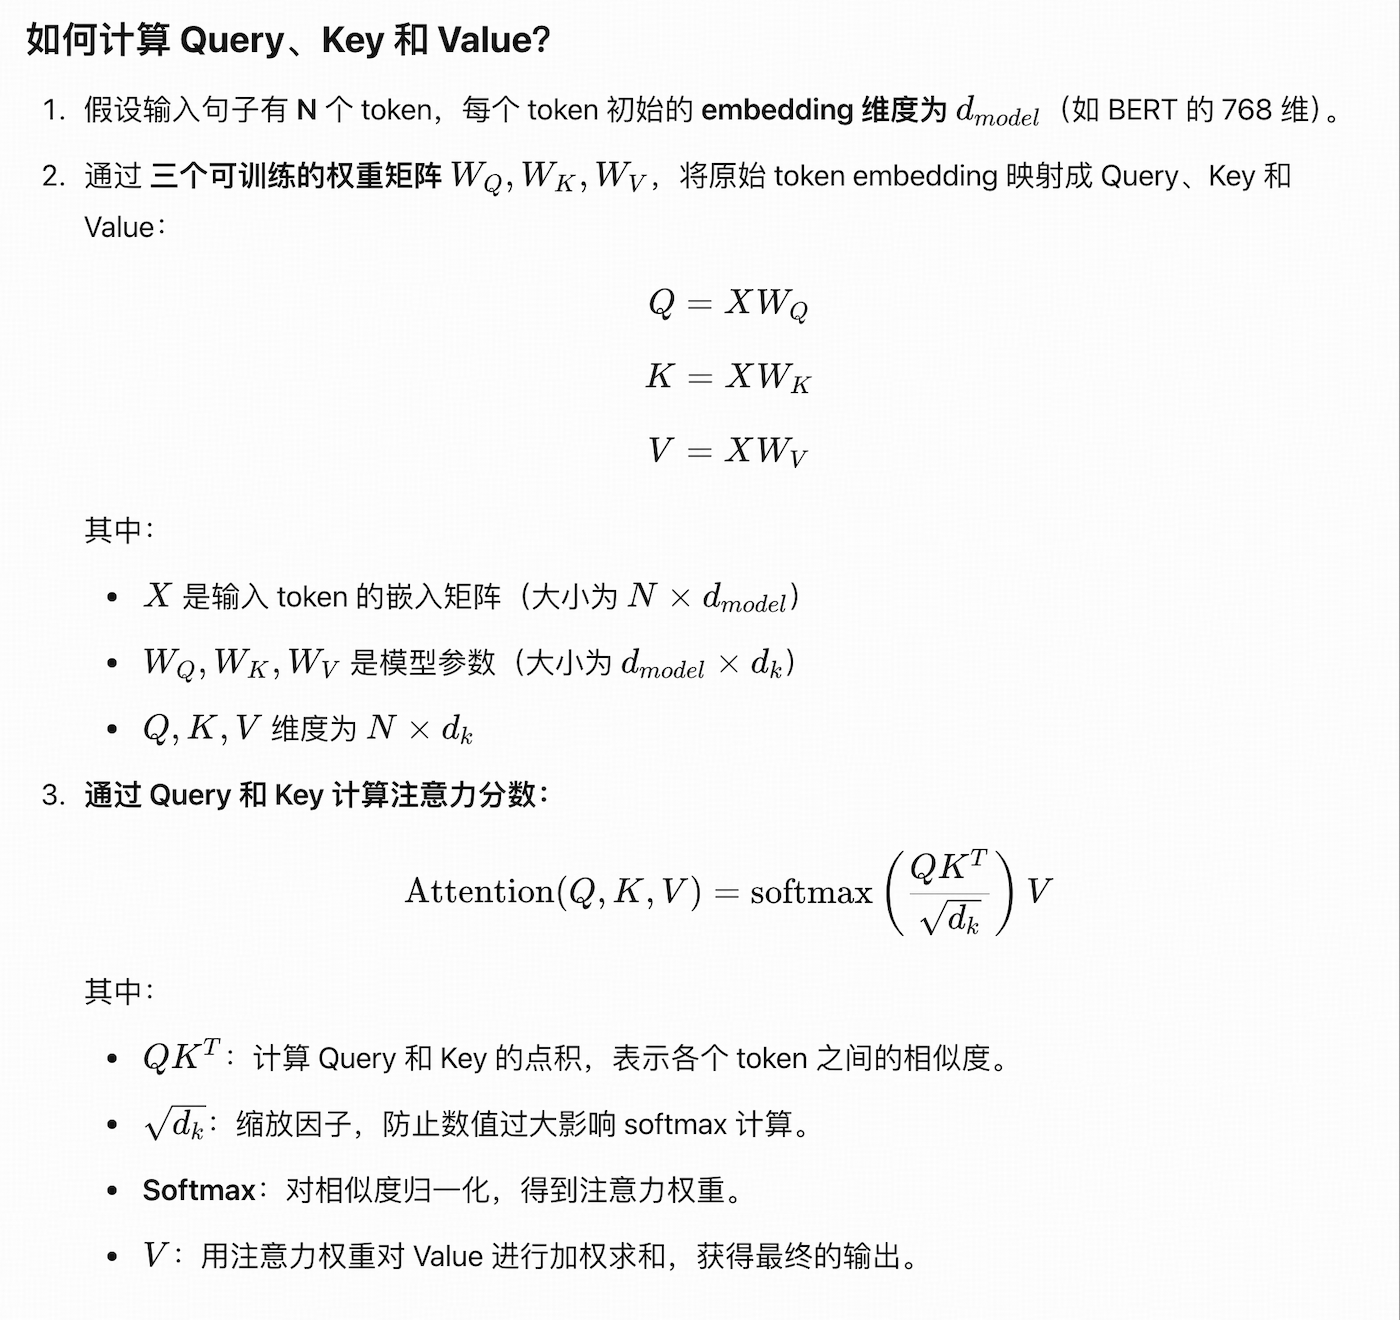 如何计算 Query、Key 和 Value?
1. 假设输入句子有 N 个 token，每个 token 初始的 embedding 维度为 $d_{model}$（如 BERT 的 768 维）。
2. 通过 三个可训练的权重矩阵 $W_Q, W_K, W_V$，将原始 token embedding 映射成 Query、Key 和
Value：
$Q = XW_Q$
$K = XW_K$
$V = XW_V$
其中：
• $X$ 是输入 token 的嵌入矩阵（大小为 $N \times d_{model}$）
• $W_Q, W_K, W_V$ 是模型参数（大小为 $d_{model} \times d_k$）
• $Q, K, V$ 维度为 $N \times d_k$
3. 通过 Query 和 Key 计算注意力分数：
$\text{Attention}(Q, K, V) = \text{softmax}\left(\frac{QK^T}{\sqrt{d_k}}\right)V$
其中：
• $QK^T$：计算 Query 和 Key 的点积，表示各个 token 之间的相似度。
• $\sqrt{d_k}$：缩放因子，防止数值过大影响 softmax 计算。
• Softmax：对相似度归一化，得到注意力权重。
• $V$：用注意力权重对 Value 进行加权求和，获得最终的输出。